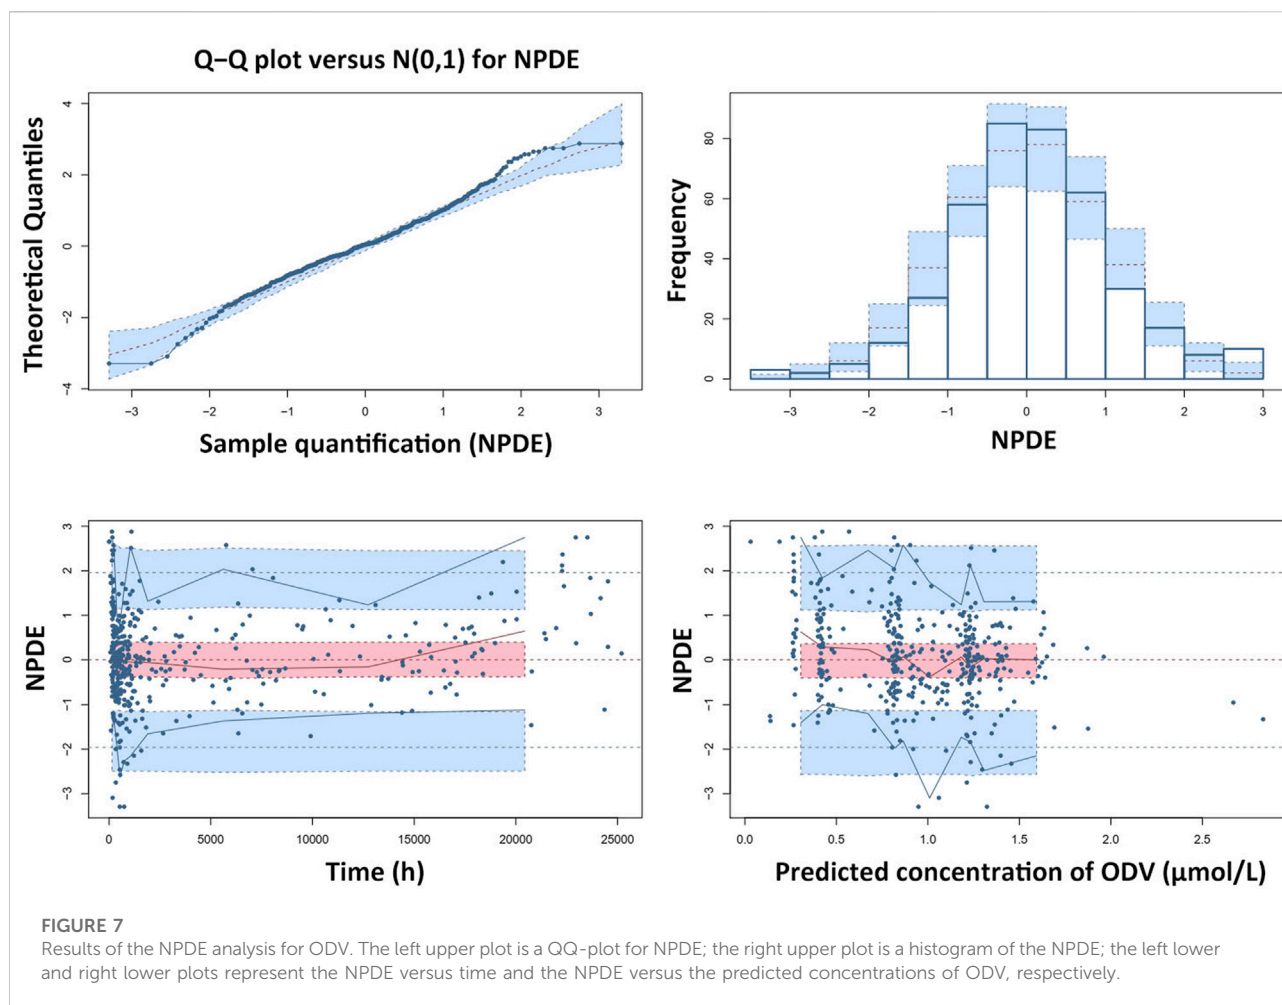 Q–Q plot versus N(0,1) for NPDE
Theoretical Quantiles
4
2
0
−2
−4
−3 −2 −1 0 1 2 3
Sample quantification (NPDE)
Frequency
80
60
40
20
0
−3 −2 −1 0 1 2 3
NPDE
NPDE
3
2
1
0
−1
−2
−3
0 5000 10000 15000 20000 25000
Time (h)
NPDE
3
2
1
0
−1
−2
−3
0.0 0.5 1.0 1.5 2.0 2.5
Predicted concentration of ODV (µmol/L)
FIGURE 7
Results of the NPDE analysis for ODV. The left upper plot is a QQ-plot for NPDE; the right upper plot is a histogram of the NPDE; the left lower
and right lower plots represent the NPDE versus time and the NPDE versus the predicted concentrations of ODV, respectively.